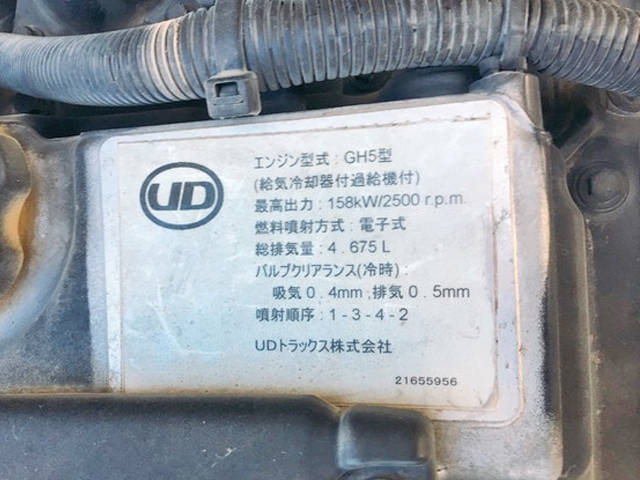 UD
エンジン型式 : GH5型
(給気冷却器付過給機付)
最高出力 : 158kW/2500 r.p.m.
燃料噴射方式 : 電子式
総排気量 : 4.675 L
バルブクリアランス(冷時) :
吸気 0.4mm 排気 0.5mm
噴射順序 : 1-3-4-2
UDトラックス株式会社
21655956